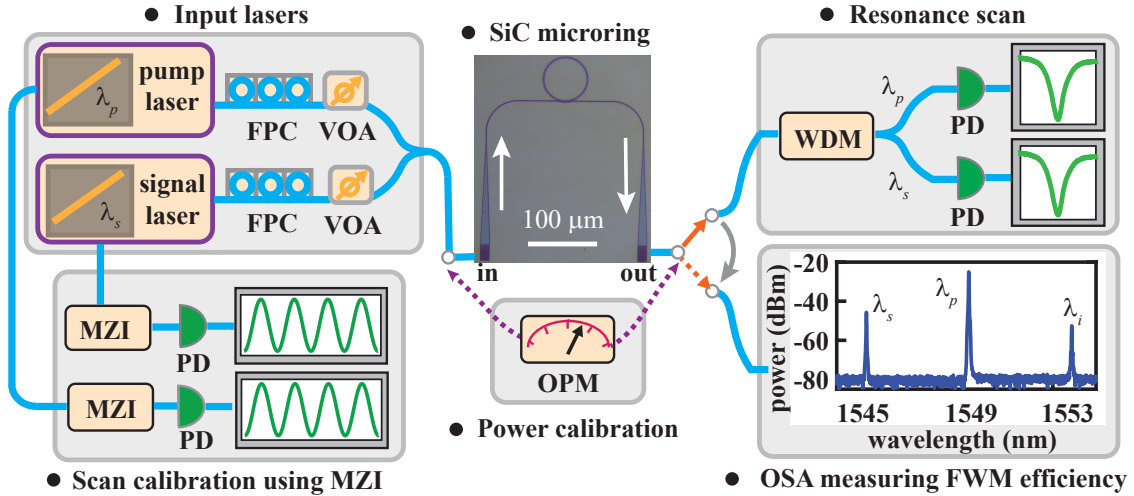 ● Input lasers
λp
pump
laser
FPC
VOA
λs
signal
laser
FPC
VOA
MZI
PD
MZI
PD
● Scan calibration using MZI
● SiC microring
100 μm
in
out
OPM
● Power calibration
● Resonance scan
WDM
λp
PD
λs
PD
power (dBm)
-20
-40
-60
-80
λs
λp
λi
1545
1549
1553
wavelength (nm)
● OSA measuring FWM efficiency